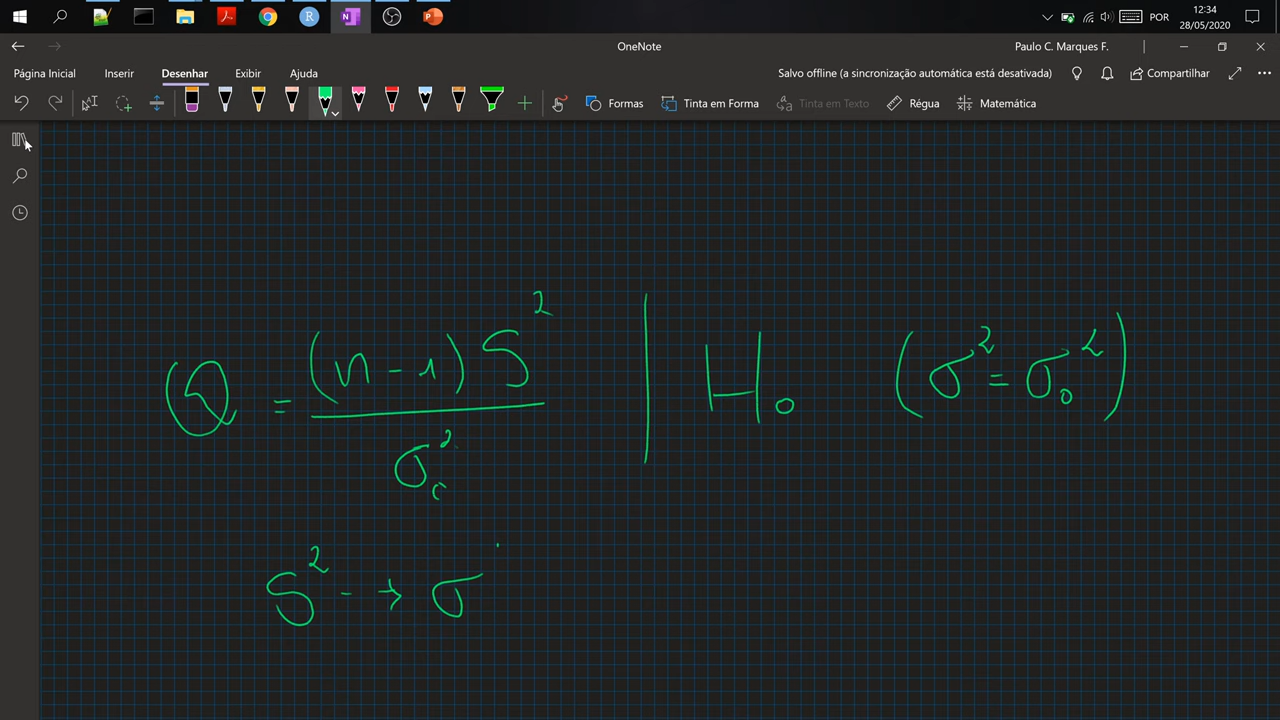 12:34
POR
28/05/2020
OneNote
Paulo C. Marques F.
Página Inicial Inserir Desenhar Exibir Ajuda
Salvo offline (a sincronização automática está desativada) Compartilhar
Formas Tinta em Forma Tinta em Texto Régua Matemática
Q = (n - 1) S² / σ₀² | H₀ (σ² = σ₀²)
S² - → σ